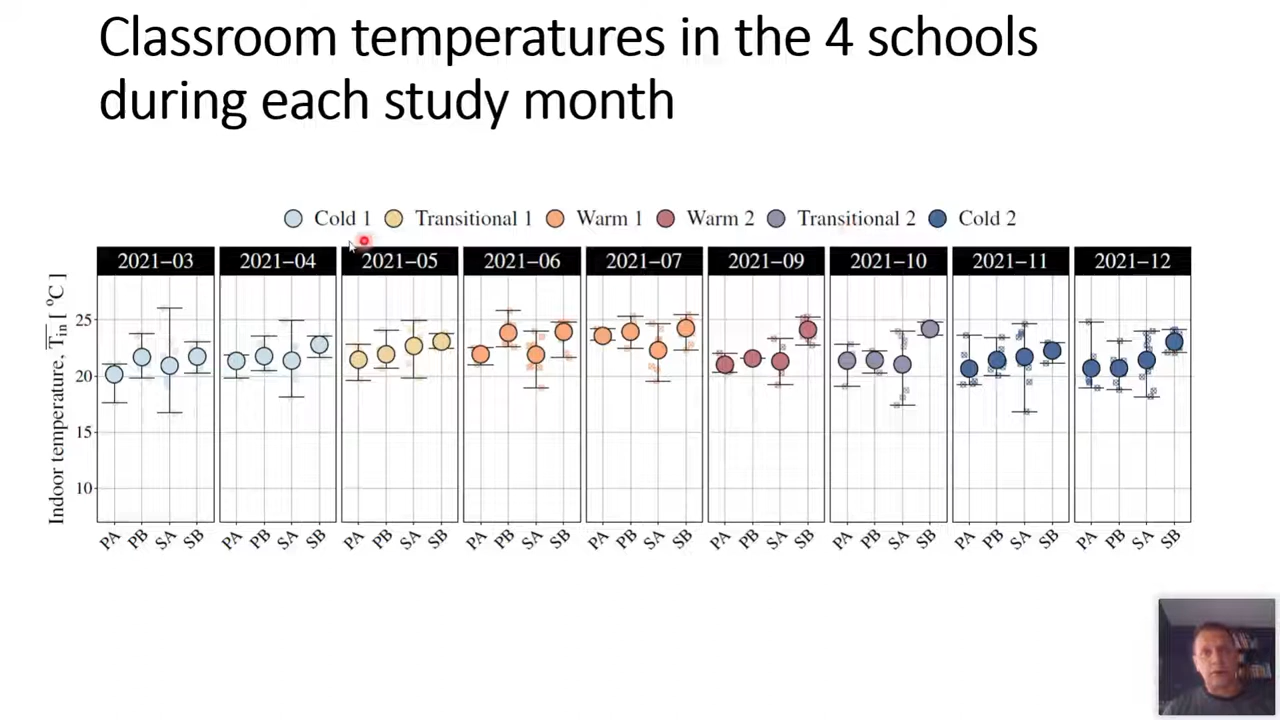 Classroom temperatures in the 4 schools
during each study month
Cold 1 Transitional 1 Warm 1 Warm 2 Transitional 2 Cold 2
2021–03 2021–04 2021–05 2021–06 2021–07 2021–09 2021–10 2021–11 2021–12
Indoor temperature, T̅in [ °C ]
25
20
15
10
PA PB SA SB PA PB SA SB PA PB SA SB PA PB SA SB PA PB SA SB PA PB SA SB PA PB SA SB PA PB SA SB PA PB SA SB